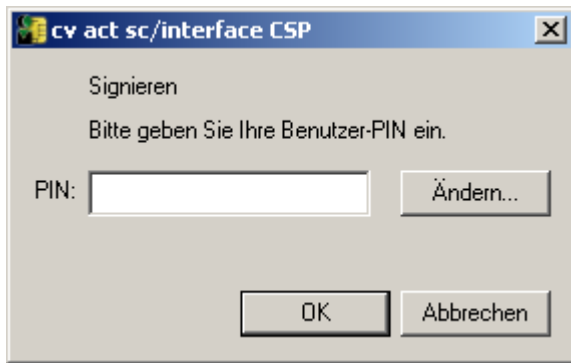 cv act sc/interface CSP
Signieren
Bitte geben Sie Ihre Benutzer-PIN ein.
PIN:
Ändern...
OK
Abbrechen